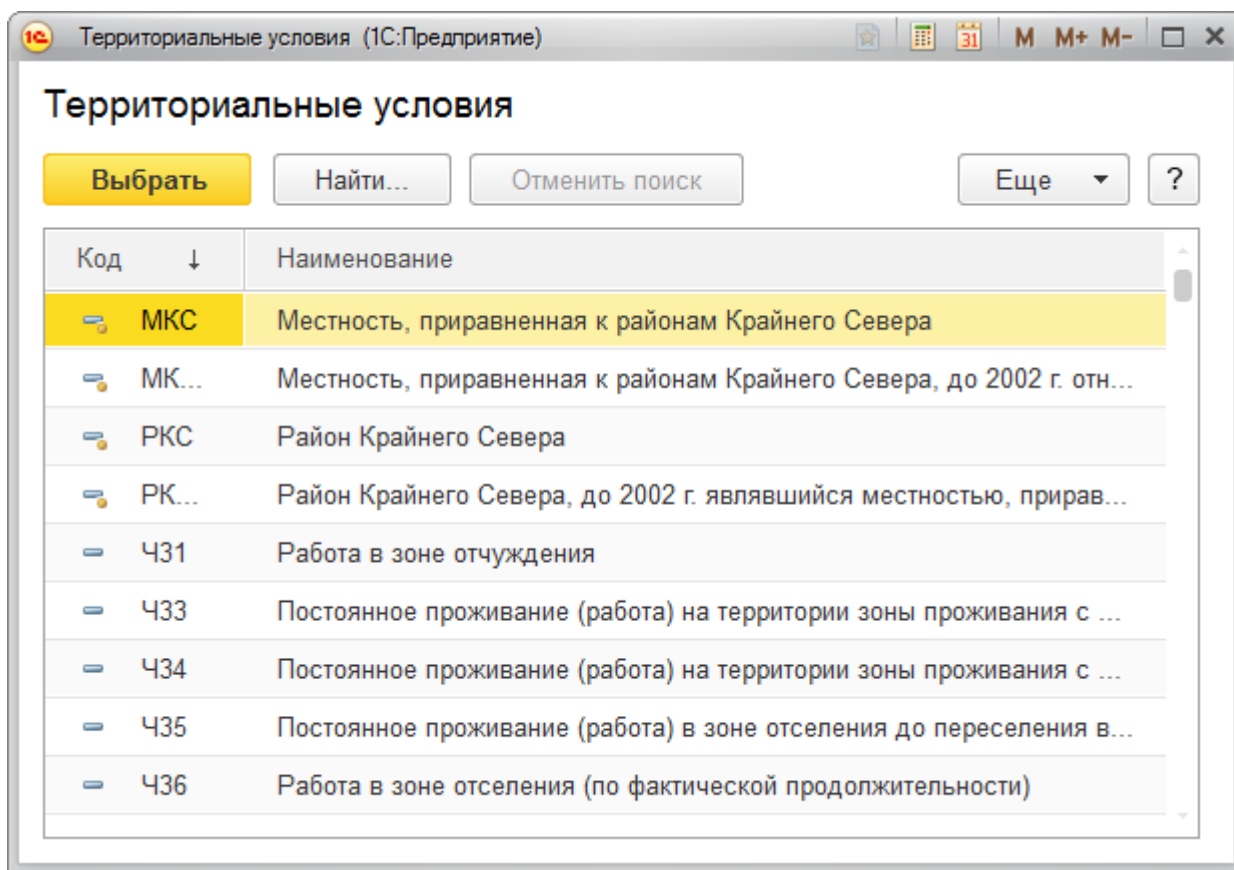 1С Территориальные условия (1С:Предприятие) 31 M M+ M-
Территориальные условия
Выбрать Найти... Отменить поиск Еще ?
Код ↓ Наименование
МКС Местность, приравненная к районам Крайнего Севера
МК... Местность, приравненная к районам Крайнего Севера, до 2002 г. отн...
РКС Район Крайнего Севера
РК... Район Крайнего Севера, до 2002 г. являвшийся местностью, прирав...
Ч31 Работа в зоне отчуждения
Ч33 Постоянное проживание (работа) на территории зоны проживания с ...
Ч34 Постоянное проживание (работа) на территории зоны проживания с ...
Ч35 Постоянное проживание (работа) в зоне отселения до переселения в...
Ч36 Работа в зоне отселения (по фактической продолжительности)